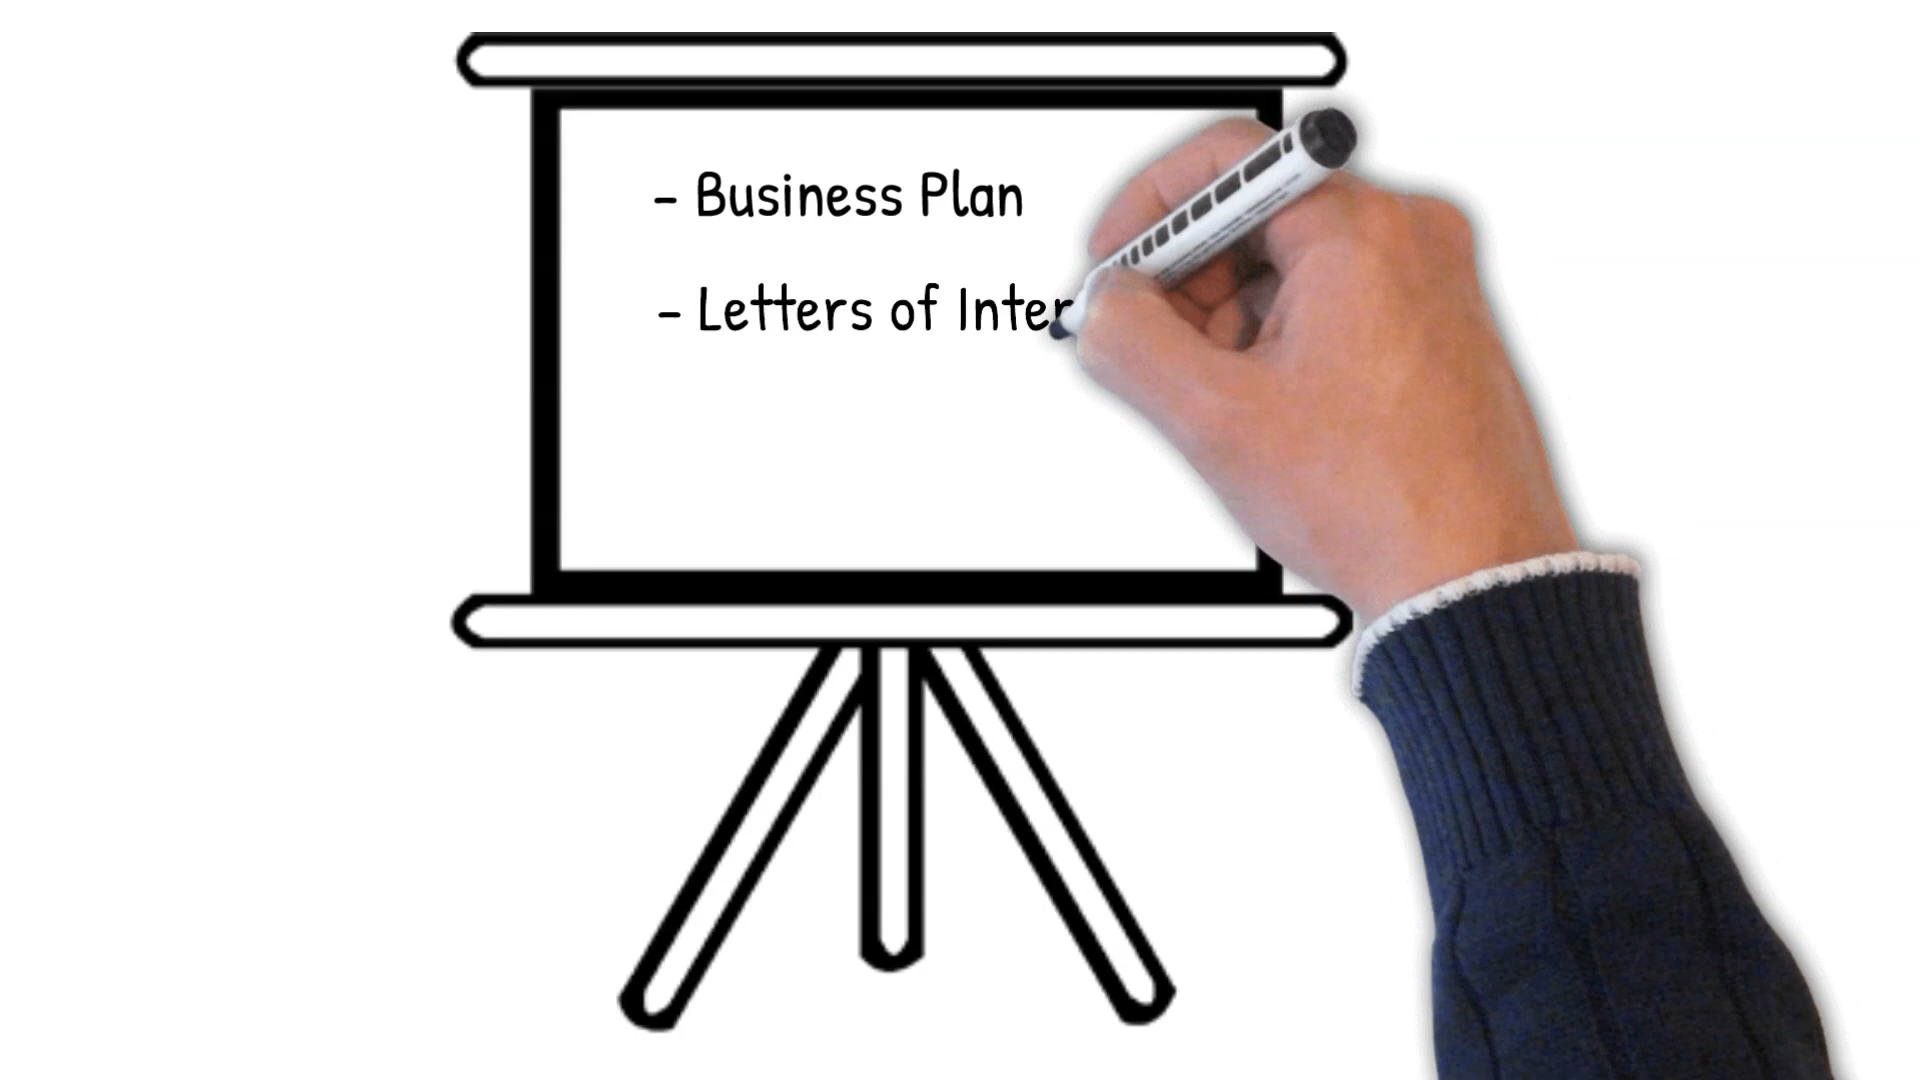 - Business Plan
- Letters of Inter